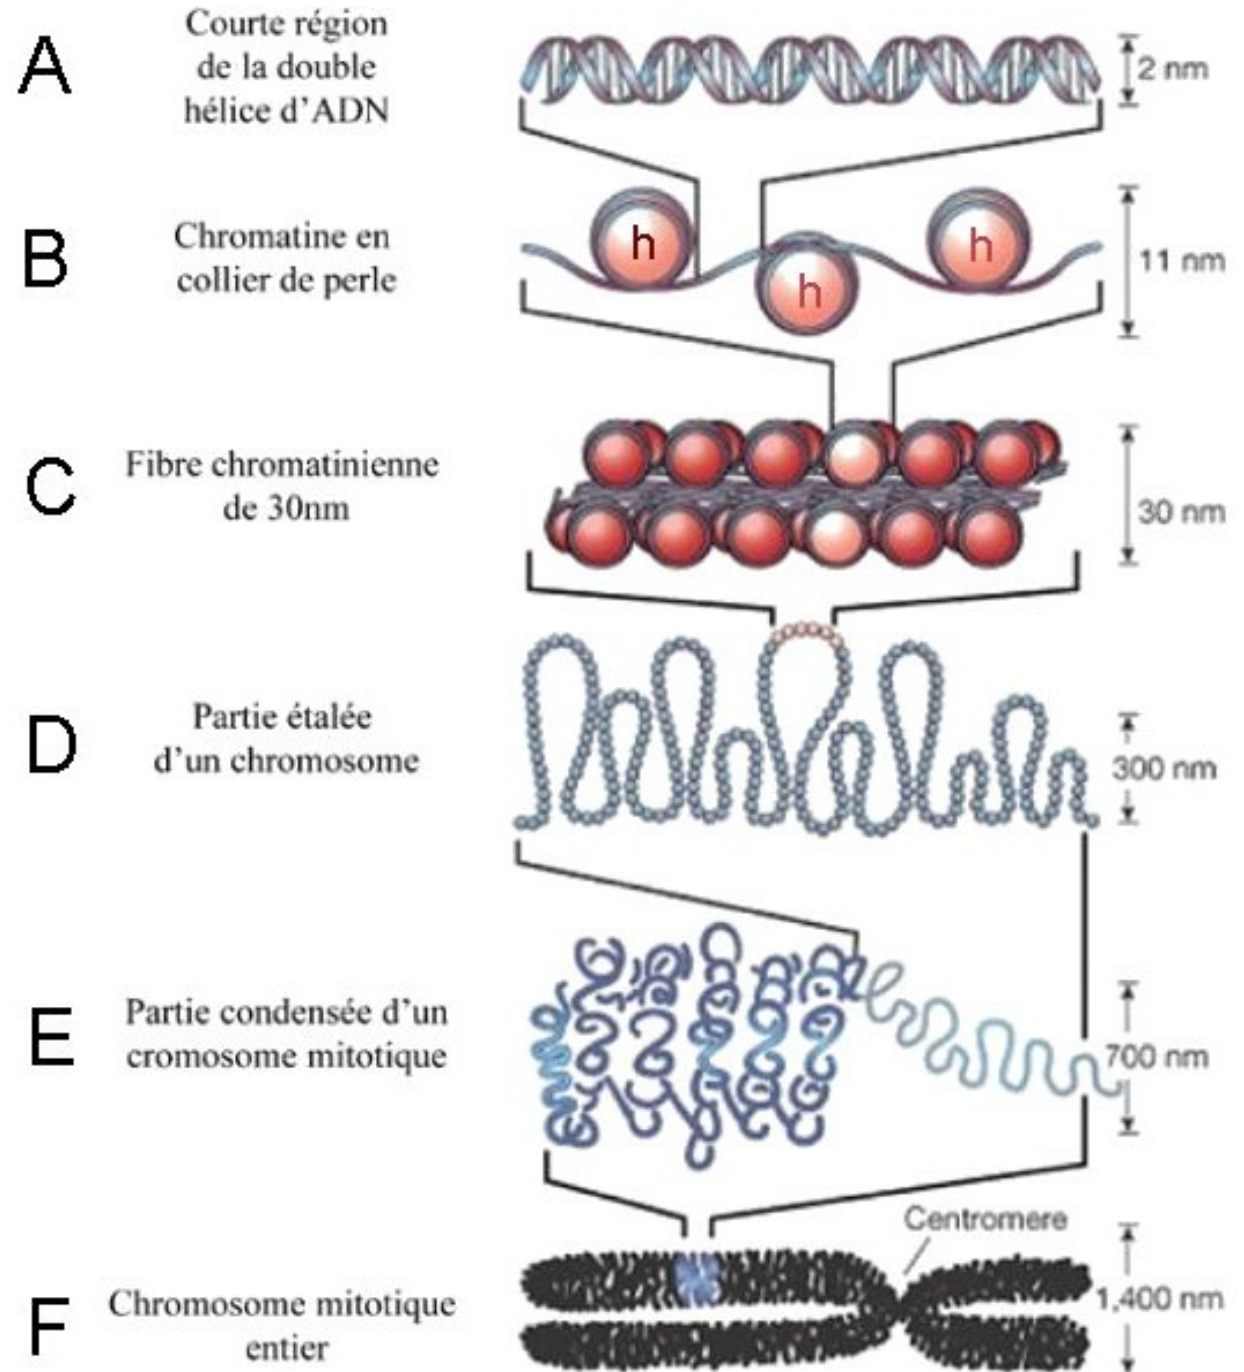 A
Courte région
de la double
hélice d'ADN
2 nm
B
Chromatine en
collier de perle
h
h
h
11 nm
C
Fibre chromatinienne
de 30nm
30 nm
D
Partie étalée
d'un chromosome
300 nm
E
Partie condensée d'un
cromosome mitotique
700 nm
Centromere
F
Chromosome mitotique
entier
1,400 nm